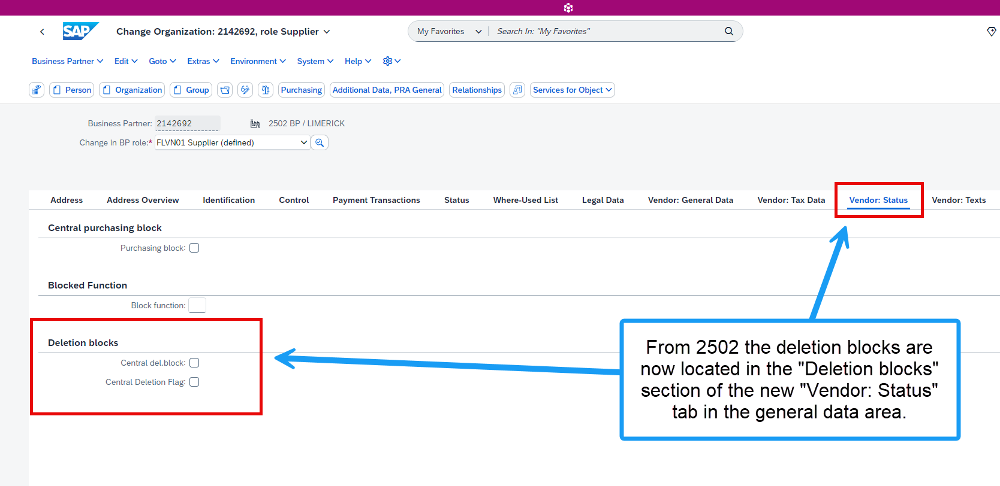 SAP
Change Organization: 2142692, role Supplier
My Favorites
Search In: "My Favorites"
Business Partner Edit Goto Extras Environment System Help
Person Organization Group Purchasing Additional Data, PRA General Relationships Services for Object
Business Partner: 2142692 2502 BP / LIMERICK
Change in BP role:* FLVN01 Supplier (defined)
Address Address Overview Identification Control Payment Transactions Status Where-Used List Legal Data Vendor: General Data Vendor: Tax Data Vendor: Status Vendor: Texts
Central purchasing block
Purchasing block:
Blocked Function
Block function:
Deletion blocks
Central del.block:
Central Deletion Flag:
From 2502 the deletion blocks are
now located in the "Deletion blocks"
section of the new "Vendor: Status"
tab in the general data area.